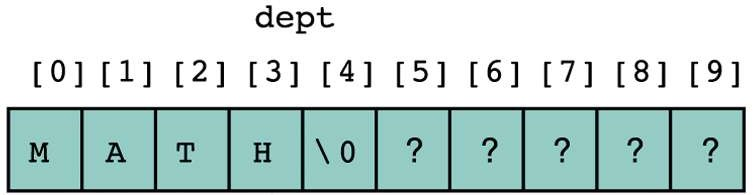 dept
[0] [1] [2] [3] [4] [5] [6] [7] [8] [9]
M A T H \0 ? ? ? ? ?